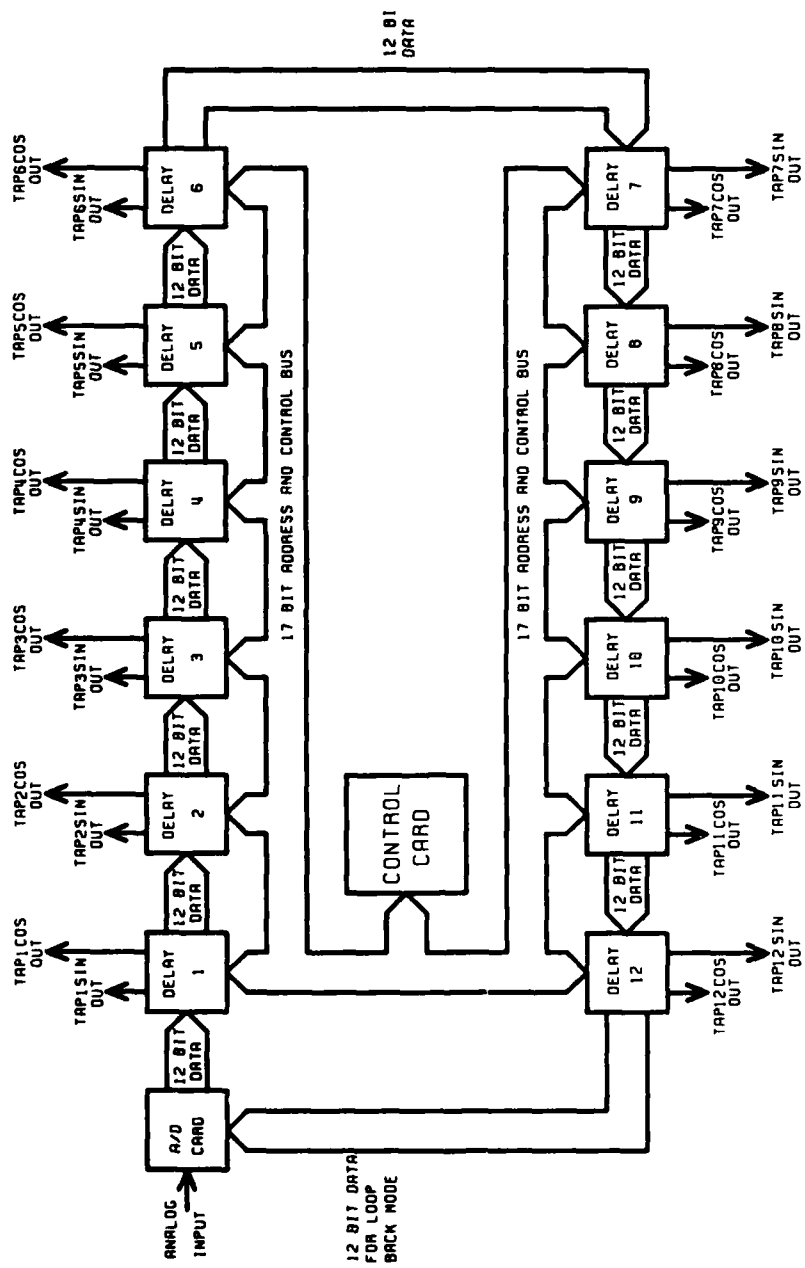 TAP1COS
OUT
TAP1SIN
OUT
TAP2COS
OUT
TAP2SIN
OUT
TAP3COS
OUT
TAP3SIN
OUT
TAP4COS
OUT
TAP4SIN
OUT
TAP5COS
OUT
TAP5SIN
OUT
TAP6COS
OUT
TAP6SIN
OUT
ANALOG
INPUT
A/D
CARD
12 BIT
DATA
DELAY
1
12 BIT
DATA
DELAY
2
12 BIT
DATA
DELAY
3
12 BIT
DATA
DELAY
4
12 BIT
DATA
DELAY
5
12 BIT
DATA
DELAY
6
17 BIT ADDRESS AND CONTROL BUS
CONTROL
CARD
12 BI
DATA
17 BIT ADDRESS AND CONTROL BUS
12 BIT DATA
FOR LOOP
BACK MODE
DELAY
12
12 BIT
DATA
DELAY
11
12 BIT
DATA
DELAY
10
12 BIT
DATA
DELAY
9
12 BIT
DATA
DELAY
8
12 BIT
DATA
DELAY
7
TAP12COS
OUT
TAP12SIN
OUT
TAP11COS
OUT
TAP11SIN
OUT
TAP10COS
OUT
TAP10SIN
OUT
TAP9COS
OUT
TAP9SIN
OUT
TAP8COS
OUT
TAP8SIN
OUT
TAP7COS
OUT
TAP7SIN
OUT